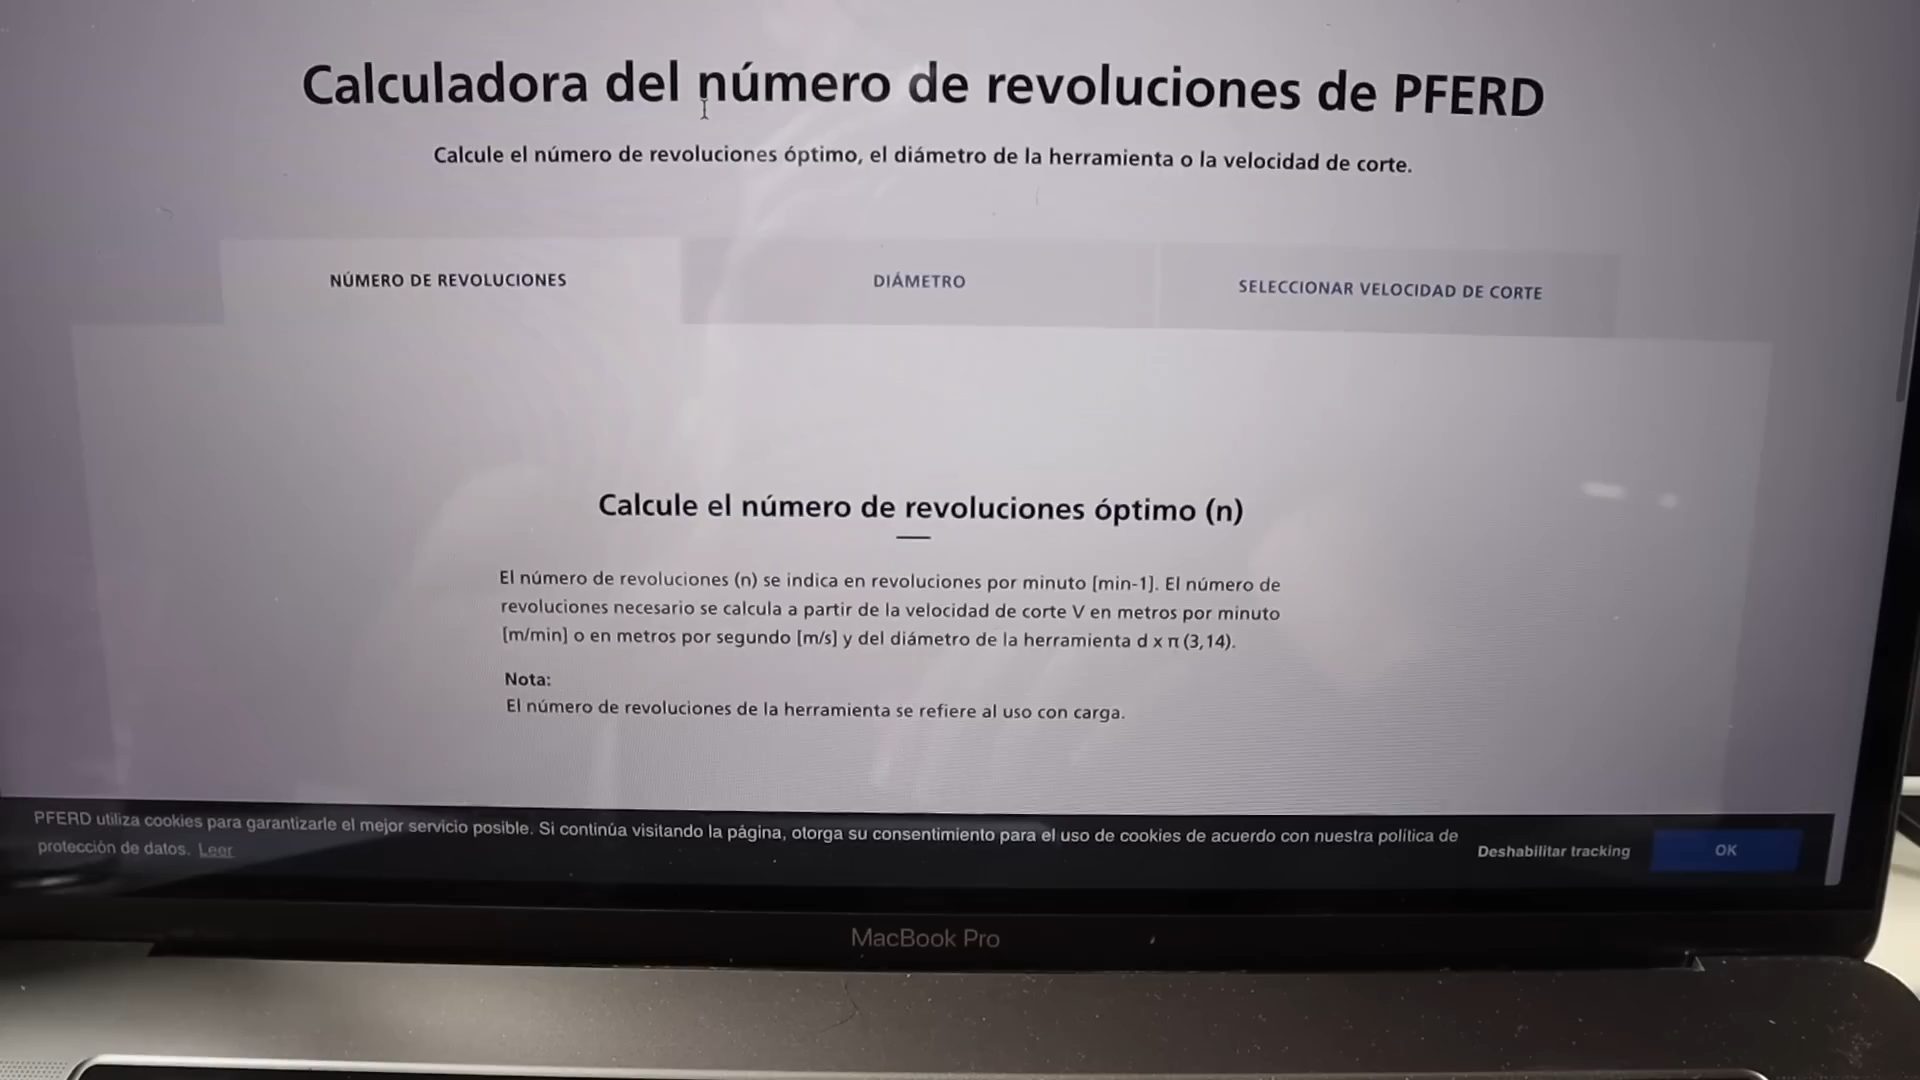 Calculadora del número de revoluciones de PFERD
Calcule el número de revoluciones óptimo, el diámetro de la herramienta o la velocidad de corte.
NÚMERO DE REVOLUCIONES
DIÁMETRO
SELECCIONAR VELOCIDAD DE CORTE
Calcule el número de revoluciones óptimo (n)
El número de revoluciones (n) se indica en revoluciones por minuto [min-1]. El número de
revoluciones necesario se calcula a partir de la velocidad de corte V en metros por minuto
[m/min] o en metros por segundo [m/s] y del diámetro de la herramienta d x π (3,14).
Nota:
El número de revoluciones de la herramienta se refiere al uso con carga.
PFERD utiliza cookies para garantizarle el mejor servicio posible. Si continúa visitando la página, otorga su consentimiento para el uso de cookies de acuerdo con nuestra política de
protección de datos. Leer
Deshabilitar tracking
OK
MacBook Pro